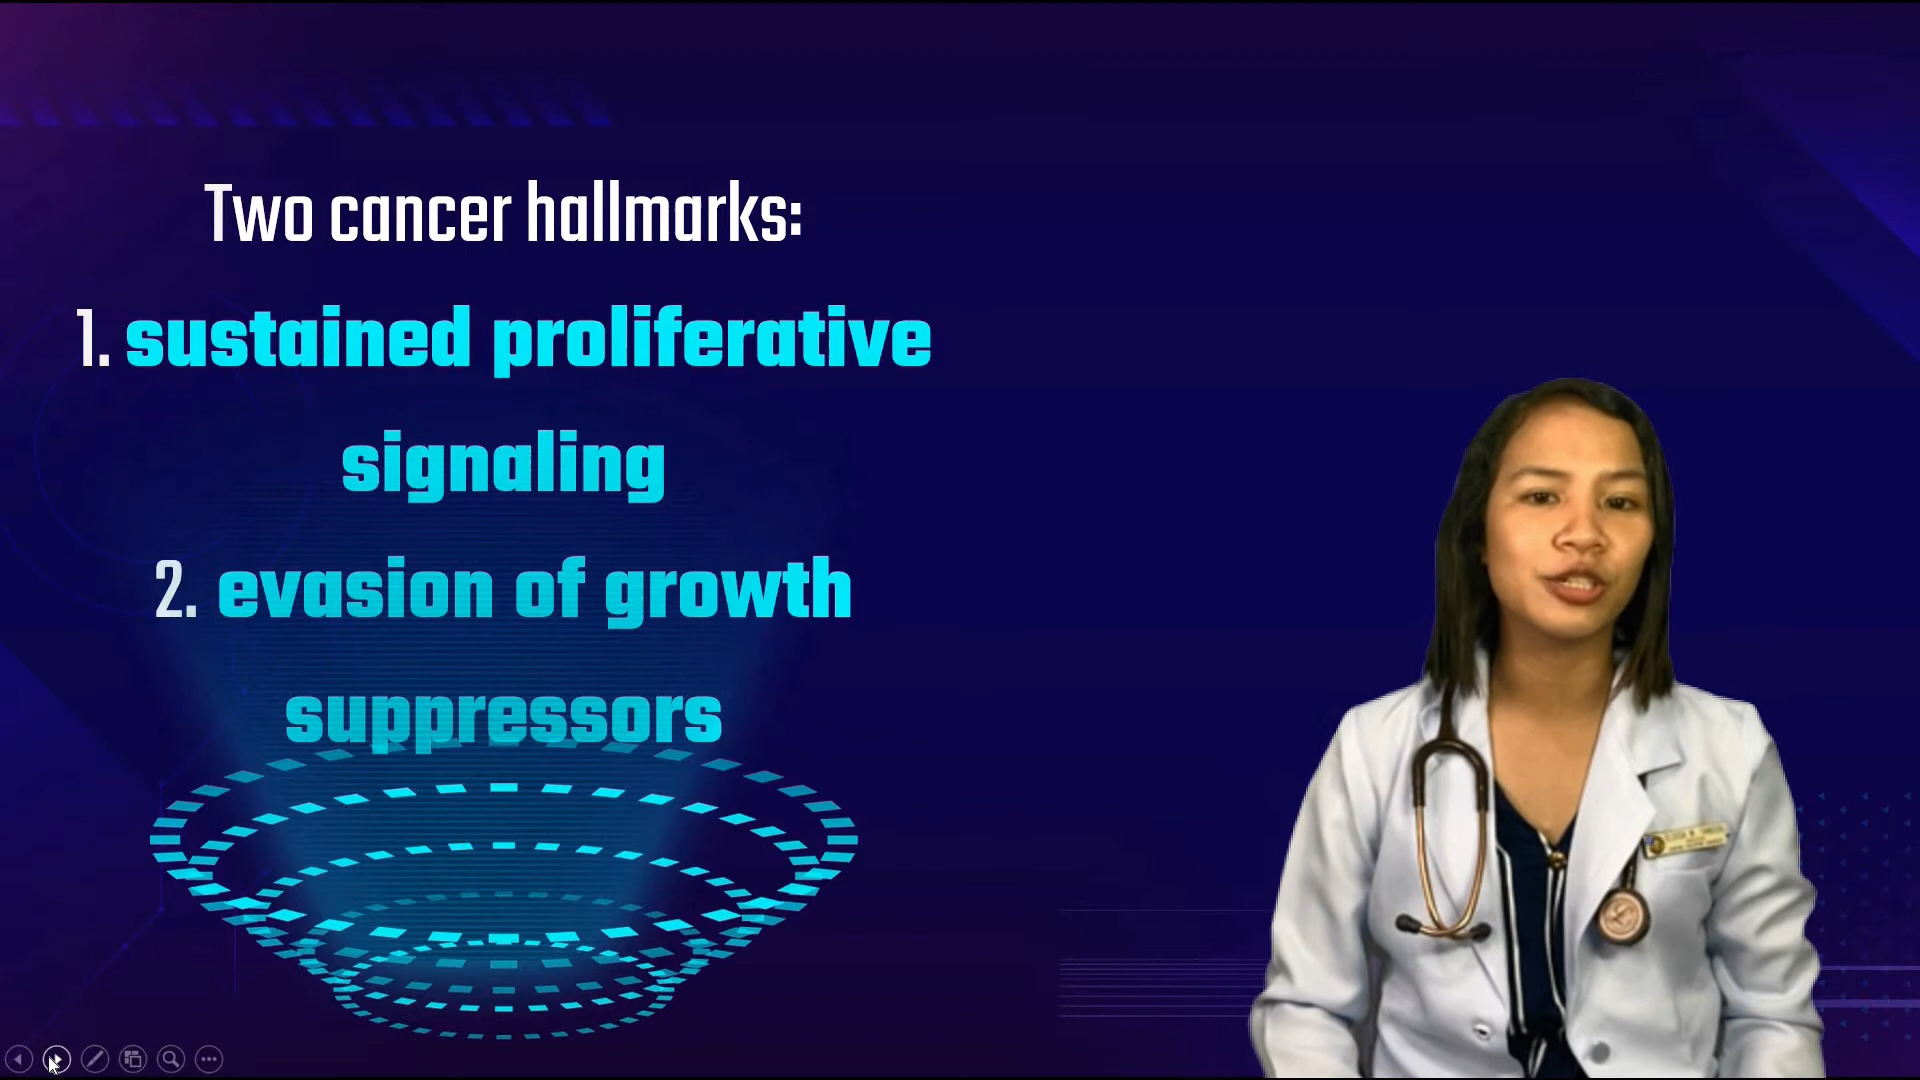 Two cancer hallmarks:
1. sustained proliferative
signaling
2. evasion of growth
suppressors